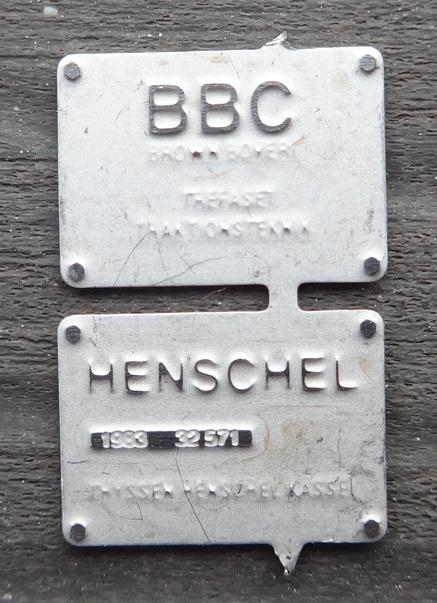 BBC
BROWN BOVERI
TREFASET
TRAKTIONSTEKNIK
HENSCHEL
1983 32 571
THYSSEN HENSCHEL KASSEL